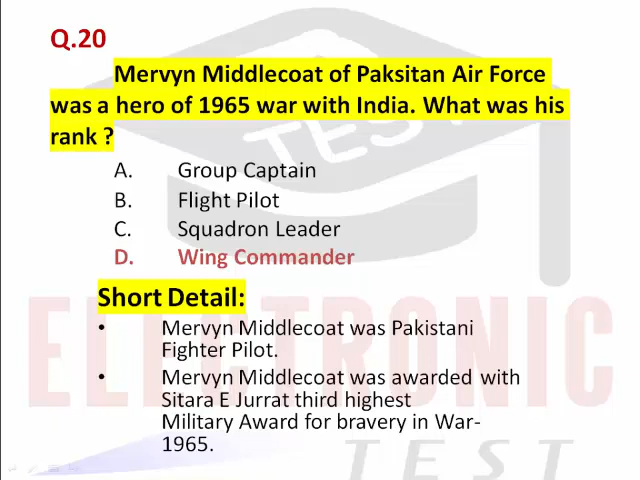 Q.20
Mervyn Middlecoat of Paksitan Air Force
was a hero of 1965 war with India. What was his
rank ?
A. Group Captain
B. Flight Pilot
C. Squadron Leader
D. Wing Commander
Short Detail:
• Mervyn Middlecoat was Pakistani
Fighter Pilot.
• Mervyn Middlecoat was awarded with
Sitara E Jurrat third highest
Military Award for bravery in War-
1965.
TEST
ELECTRONIC
TEST